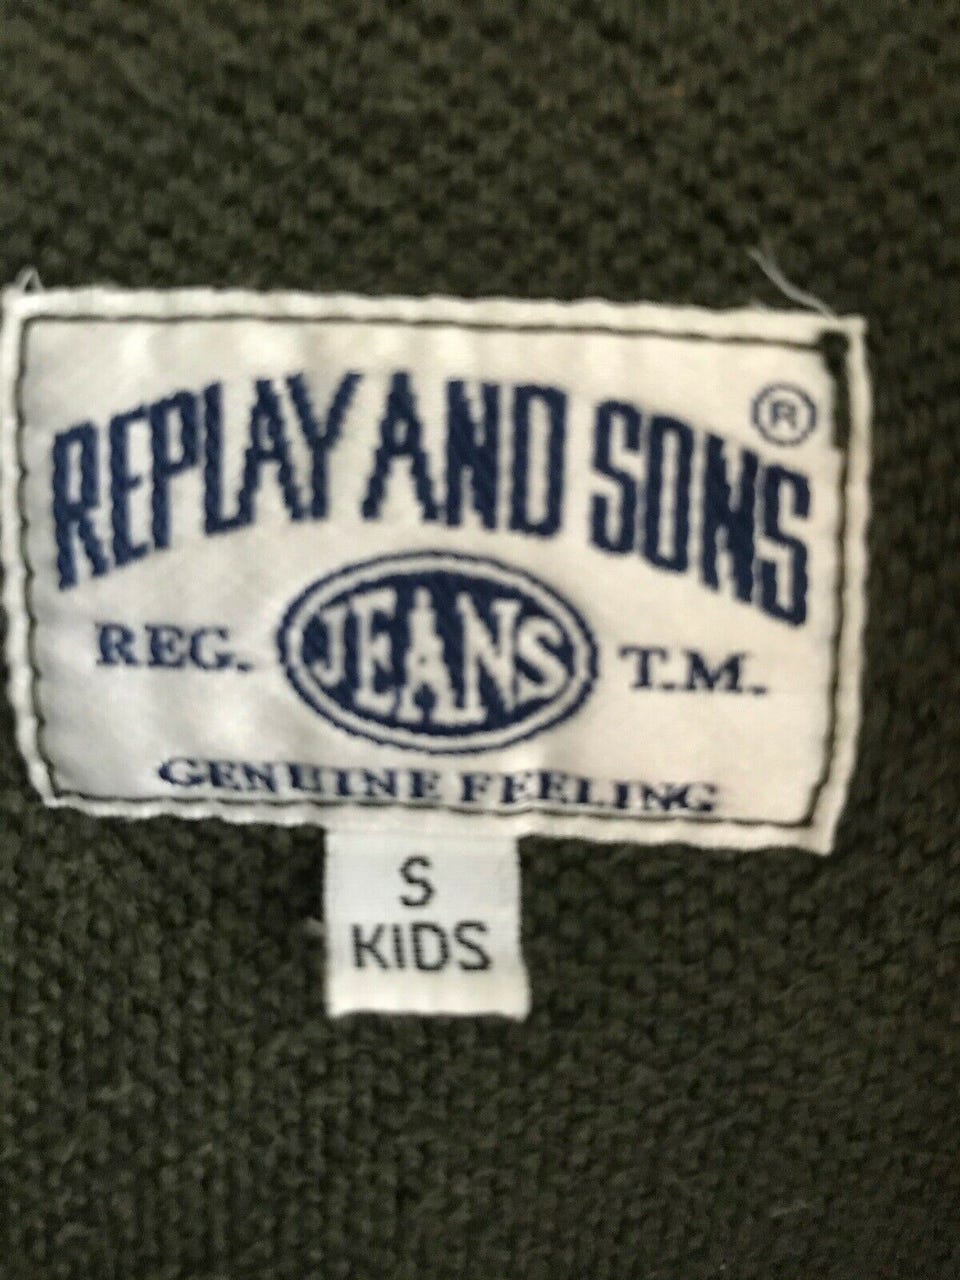 REPLAY AND SONS ®
REG. JEANS T.M.
GENUINE FEELING
S
KIDS